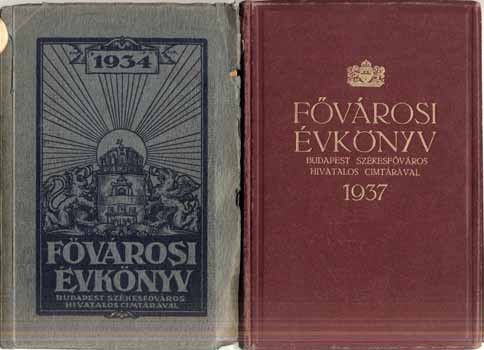 1934
FŐVÁROSI
ÉVKÖNYV
BUDAPEST SZÉKESFŐVÁROS
HIVATALOS CIMTÁRÁVAL
FŐVÁROSI
ÉVKÖNYV
BUDAPEST SZÉKESFŐVÁROS
HIVATALOS CIMTÁRÁVAL
1937